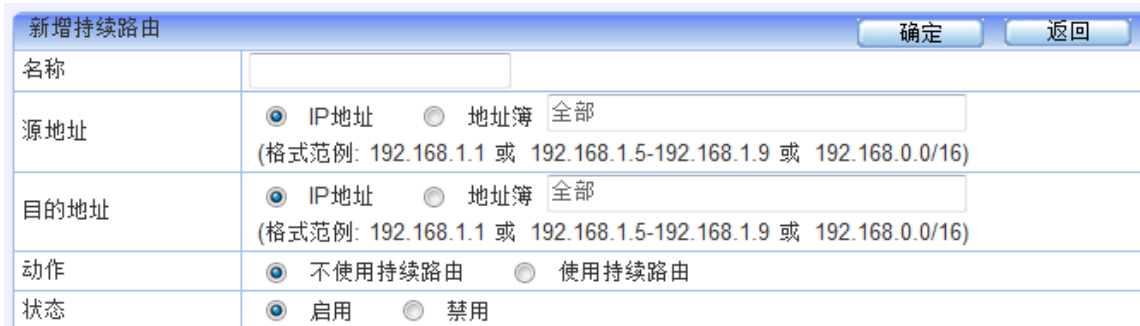 新增持续路由 确定 返回
名称
源地址 IP地址 地址簿 全部
(格式范例: 192.168.1.1 或 192.168.1.5-192.168.1.9 或 192.168.0.0/16)
目的地址 IP地址 地址簿 全部
(格式范例: 192.168.1.1 或 192.168.1.5-192.168.1.9 或 192.168.0.0/16)
动作 不使用持续路由 使用持续路由
状态 启用 禁用